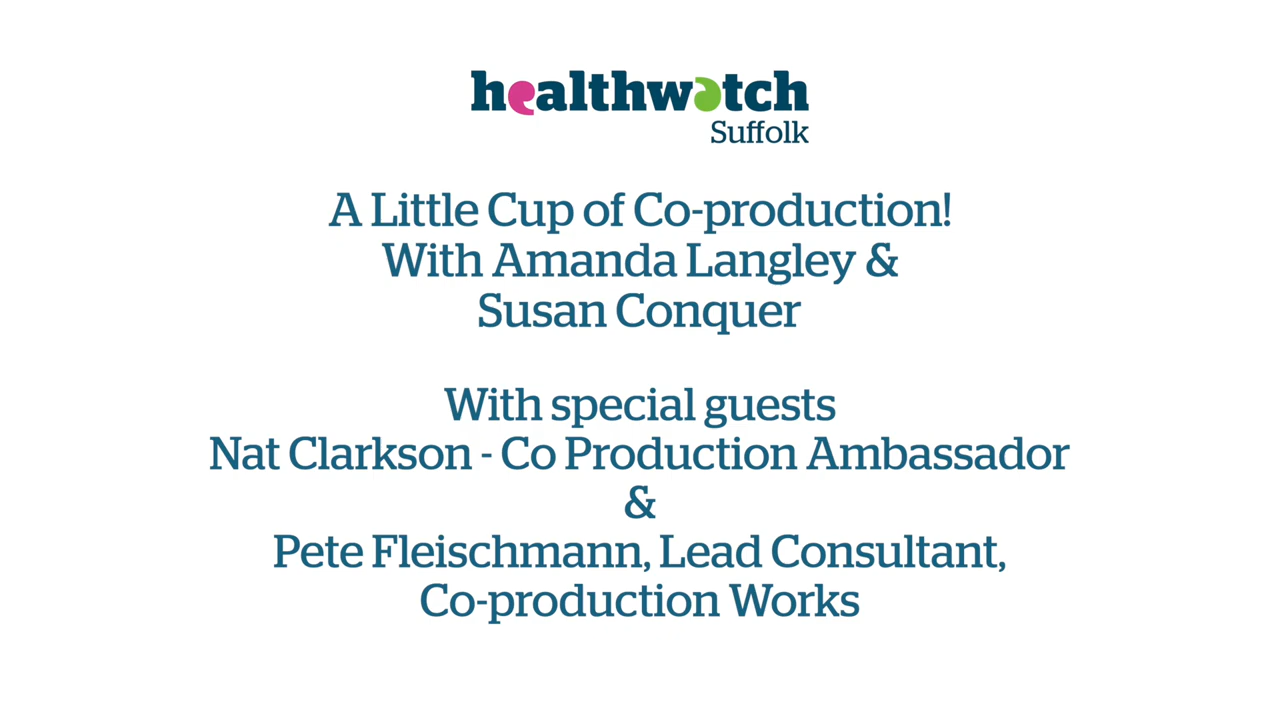 healthwatch
Suffolk
A Little Cup of Co-production!
With Amanda Langley &
Susan Conquer
With special guests
Nat Clarkson - Co Production Ambassador
&
Pete Fleischmann, Lead Consultant,
Co-production Works